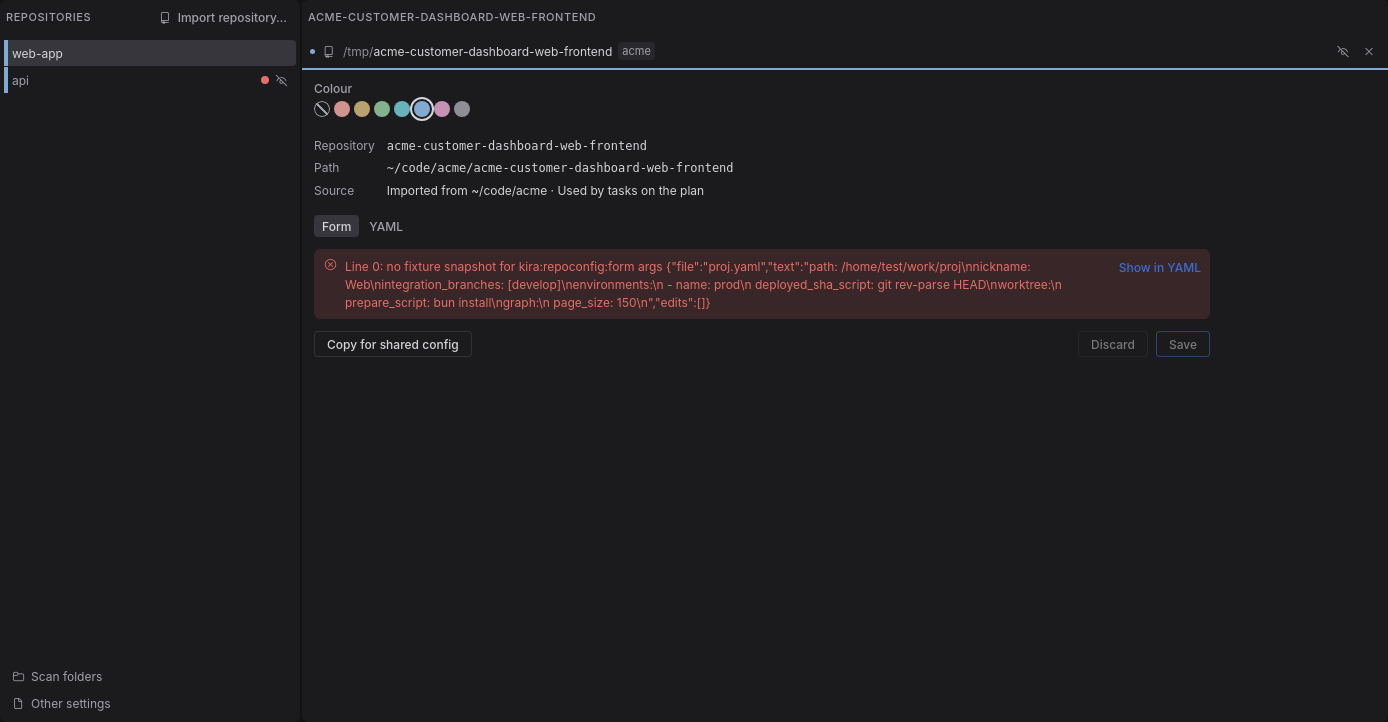 REPOSITORIES
Import repository...
ACME-CUSTOMER-DASHBOARD-WEB-FRONTEND
web-app
/tmp/acme-customer-dashboard-web-frontend acme
api
Colour
Repository acme-customer-dashboard-web-frontend
Path ~/code/acme/acme-customer-dashboard-web-frontend
Source Imported from ~/code/acme · Used by tasks on the plan
Form YAML
Line 0: no fixture snapshot for kira:repoconfig:form args {"file":"proj.yaml","text":"path: /home/test/work/proj\nnickname:
Web\nintegration_branches: [develop]\nenvironments:\n - name: prod\n deployed_sha_script: git rev-parse HEAD\nworktree:\n
prepare_script: bun install\ngraph:\n page_size: 150\n","edits":[]}
Show in YAML
Copy for shared config
Discard
Save
Scan folders
Other settings